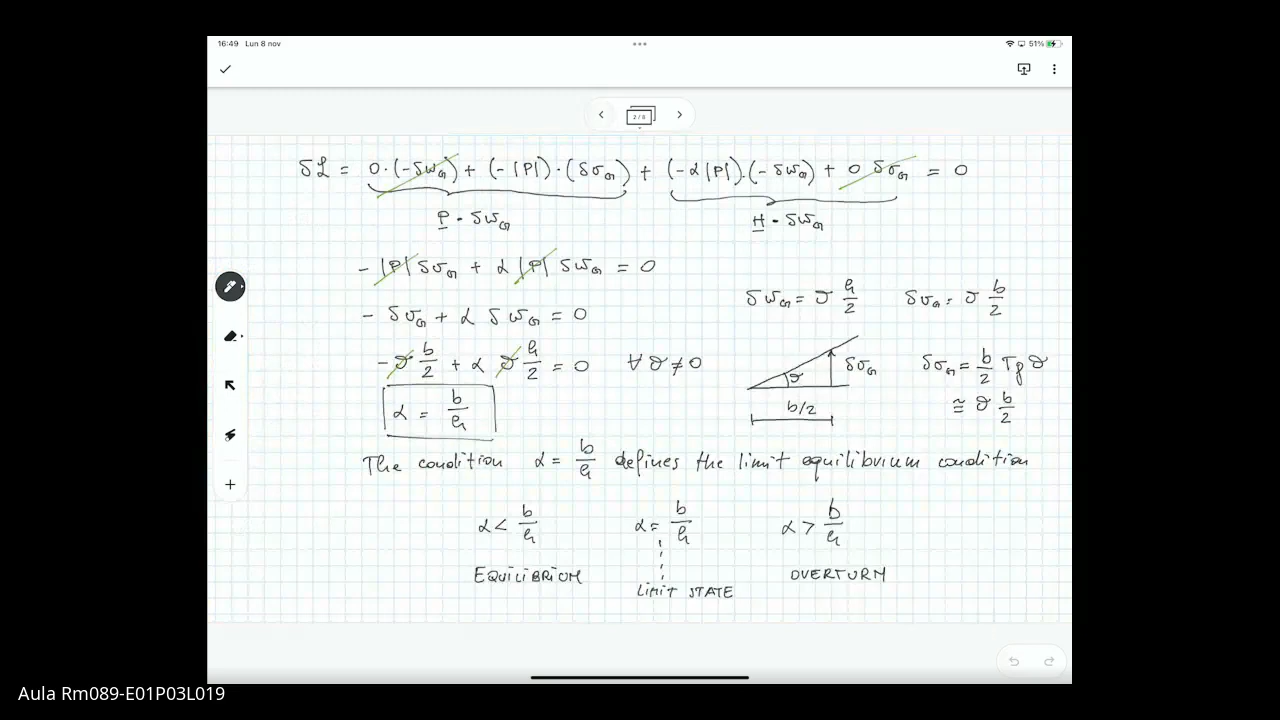 16:49 Lun 8 nov
51%
2/8
δL = 0·(-δw_G) + (-|P|)·(δv_G) + (-α|P|)·(-δw_G) + 0 δv_G = 0
P · δw_G H · δw_G
- |P| δv_G + α |P| δw_G = 0
δw_G = ϑ h/2 δv_G = ϑ b/2
- δv_G + α δw_G = 0
- ϑ b/2 + α ϑ h/2 = 0 ∀ϑ ≠ 0
ϑ δv_G δv_G = b/2 Tg ϑ
b/2 ≅ ϑ b/2
α = b/h
The condition α = b/h defines the limit equilibrium condition
α < b/h α = b/h α > b/h
EQUILIBRIUM LIMIT STATE OVERTURN
Aula Rm089-E01P03L019